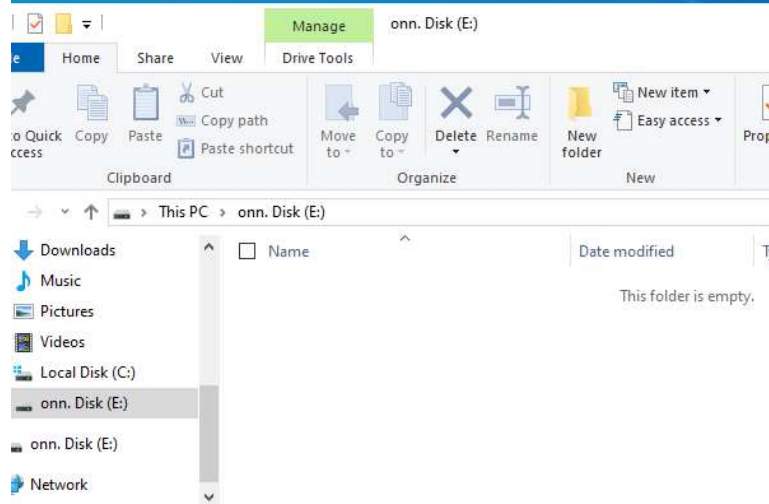 Manage onn. Disk (E:)
e Home Share View Drive Tools
Cut
Copy path
Paste shortcut
to Quick
ccess
Copy
Paste
Move
to
Copy
to
Delete
Rename
New
folder
New item
Easy access
Prop
Clipboard
Organize
New
This PC > onn. Disk (E:)
Name
Date modified
T
This folder is empty.
Downloads
Music
Pictures
Videos
Local Disk (C:)
onn. Disk (E:)
onn. Disk (E:)
Network